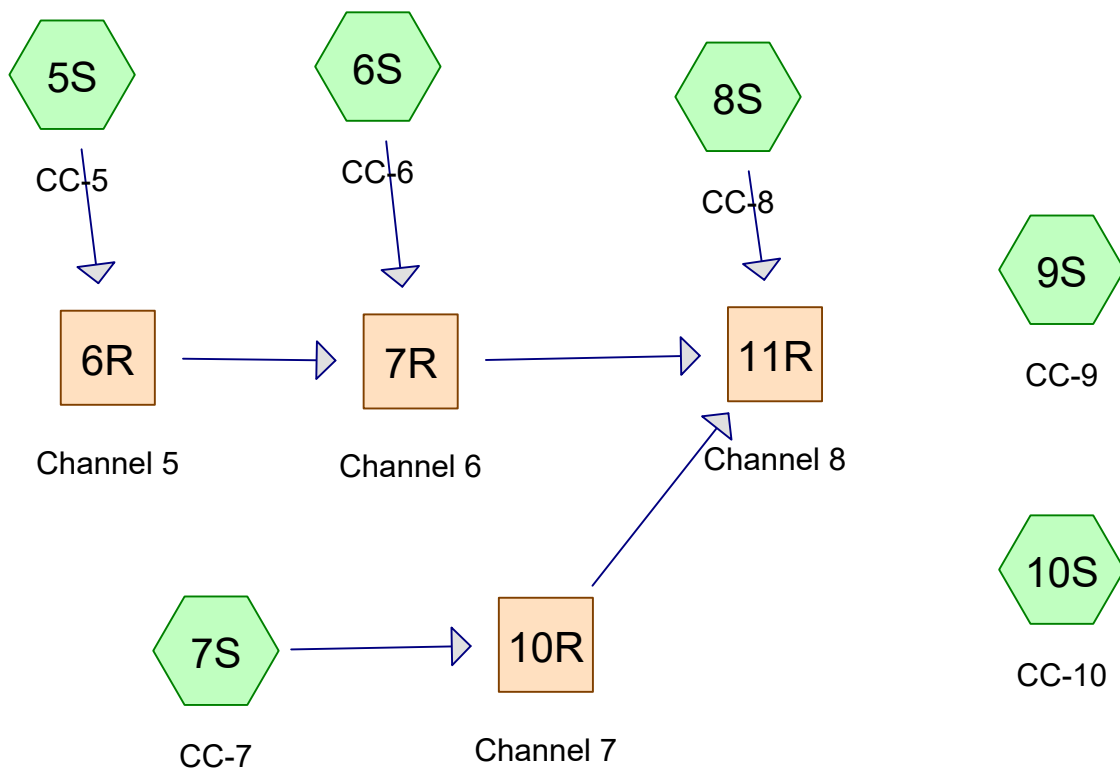 5S
CC-5
6S
CC-6
8S
CC-8
9S
CC-9
6R
Channel 5
7R
Channel 6
11R
Channel 8
7S
CC-7
10R
Channel 7
10S
CC-10